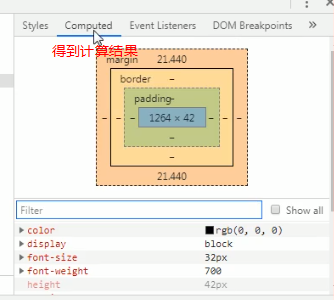 Styles Computed Event Listeners DOM Breakpoints »
得到计算结果
margin 21.440
border –
padding–
– – – 1264 × 42 – – –
–
–
21.440
Filter Show all
color rgb(0, 0, 0)
display block
font-size 32px
font-weight 700
height 42px